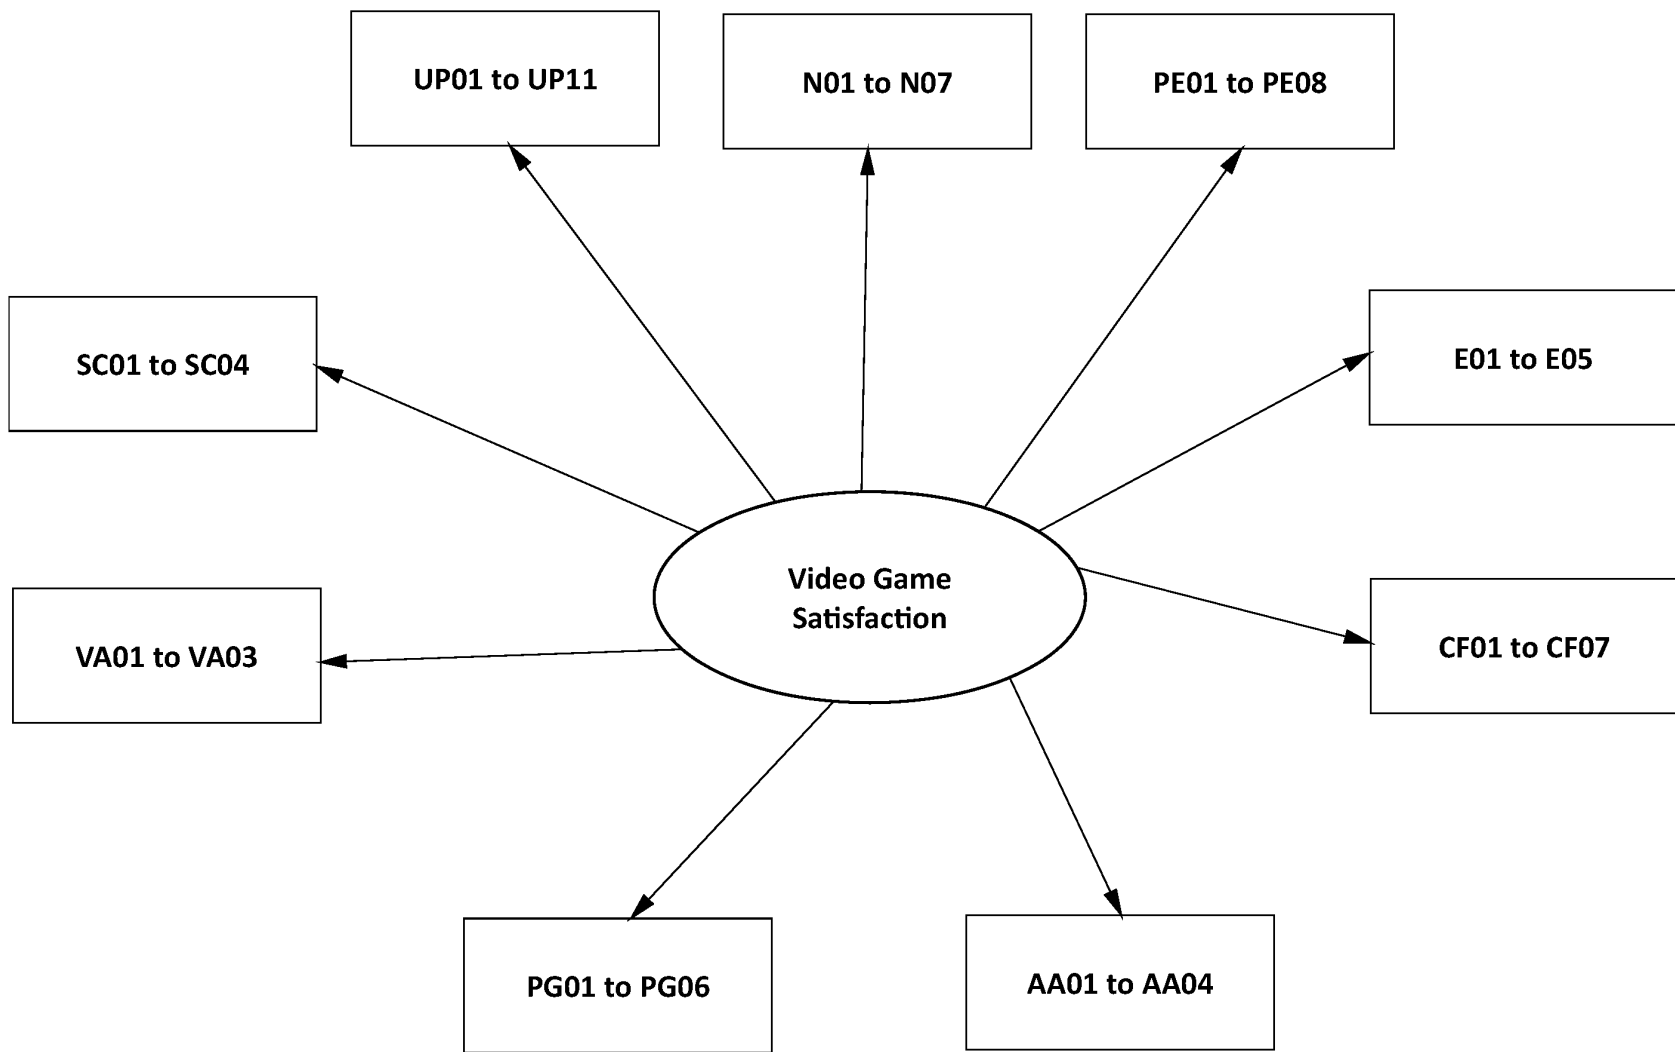 UP01 to UP11
N01 to N07
PE01 to PE08
SC01 to SC04
E01 to E05
Video Game
Satisfaction
VA01 to VA03
CF01 to CF07
PG01 to PG06
AA01 to AA04